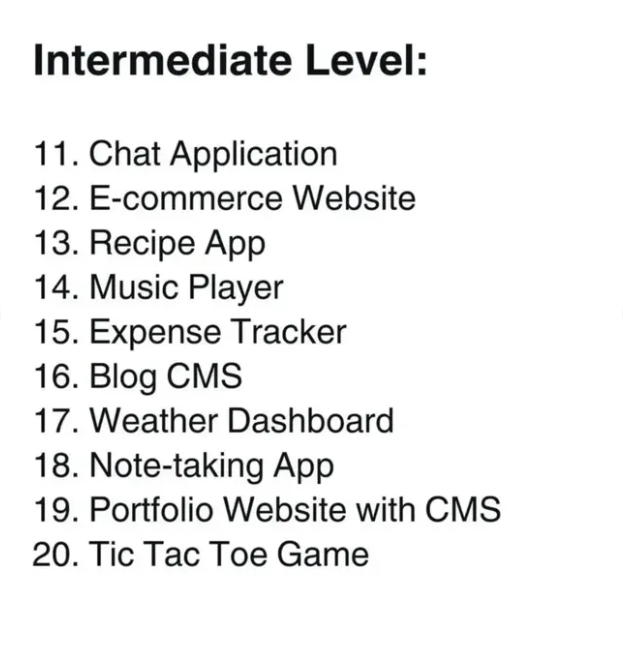 Intermediate Level:
11. Chat Application
12. E-commerce Website
13. Recipe App
14. Music Player
15. Expense Tracker
16. Blog CMS
17. Weather Dashboard
18. Note-taking App
19. Portfolio Website with CMS
20. Tic Tac Toe Game